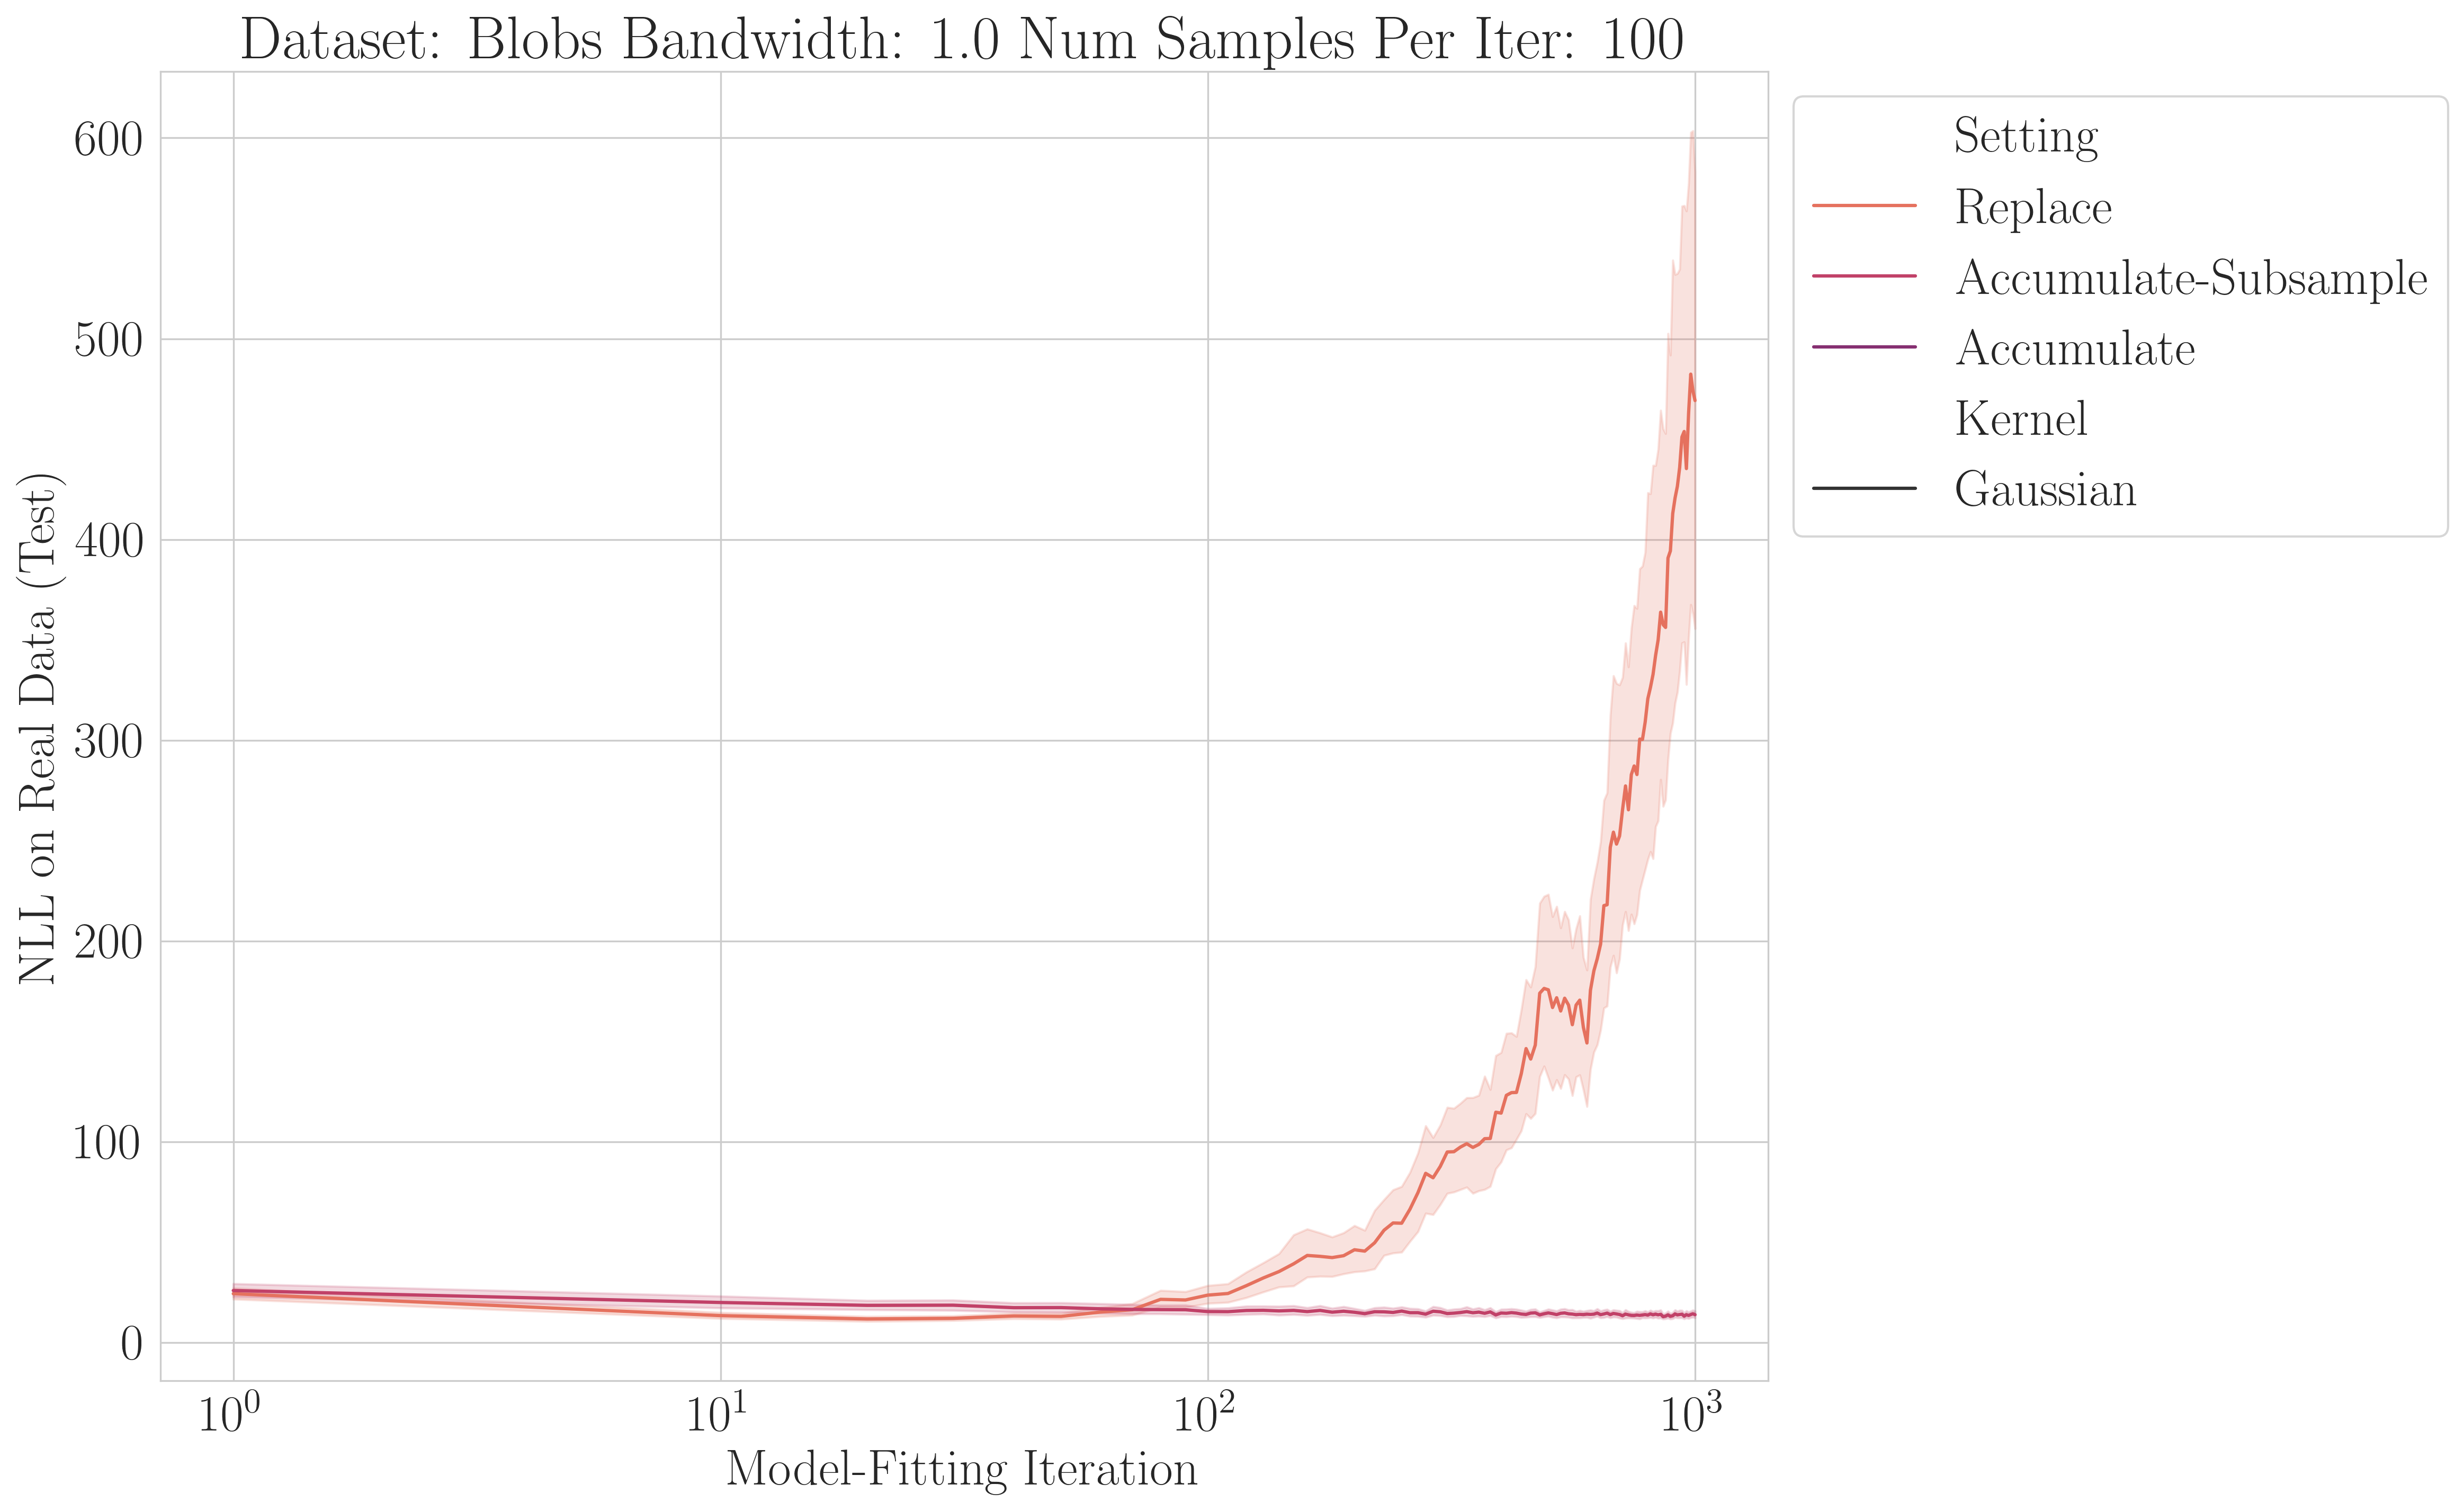 Dataset: Blobs Bandwidth: 1.0 Num Samples Per Iter: 100
NLL on Real Data (Test)
600
500
400
300
200
100
0
10^0
10^1
10^2
10^3
Model-Fitting Iteration
Setting
Replace
Accumulate-Subsample
Accumulate
Kernel
Gaussian